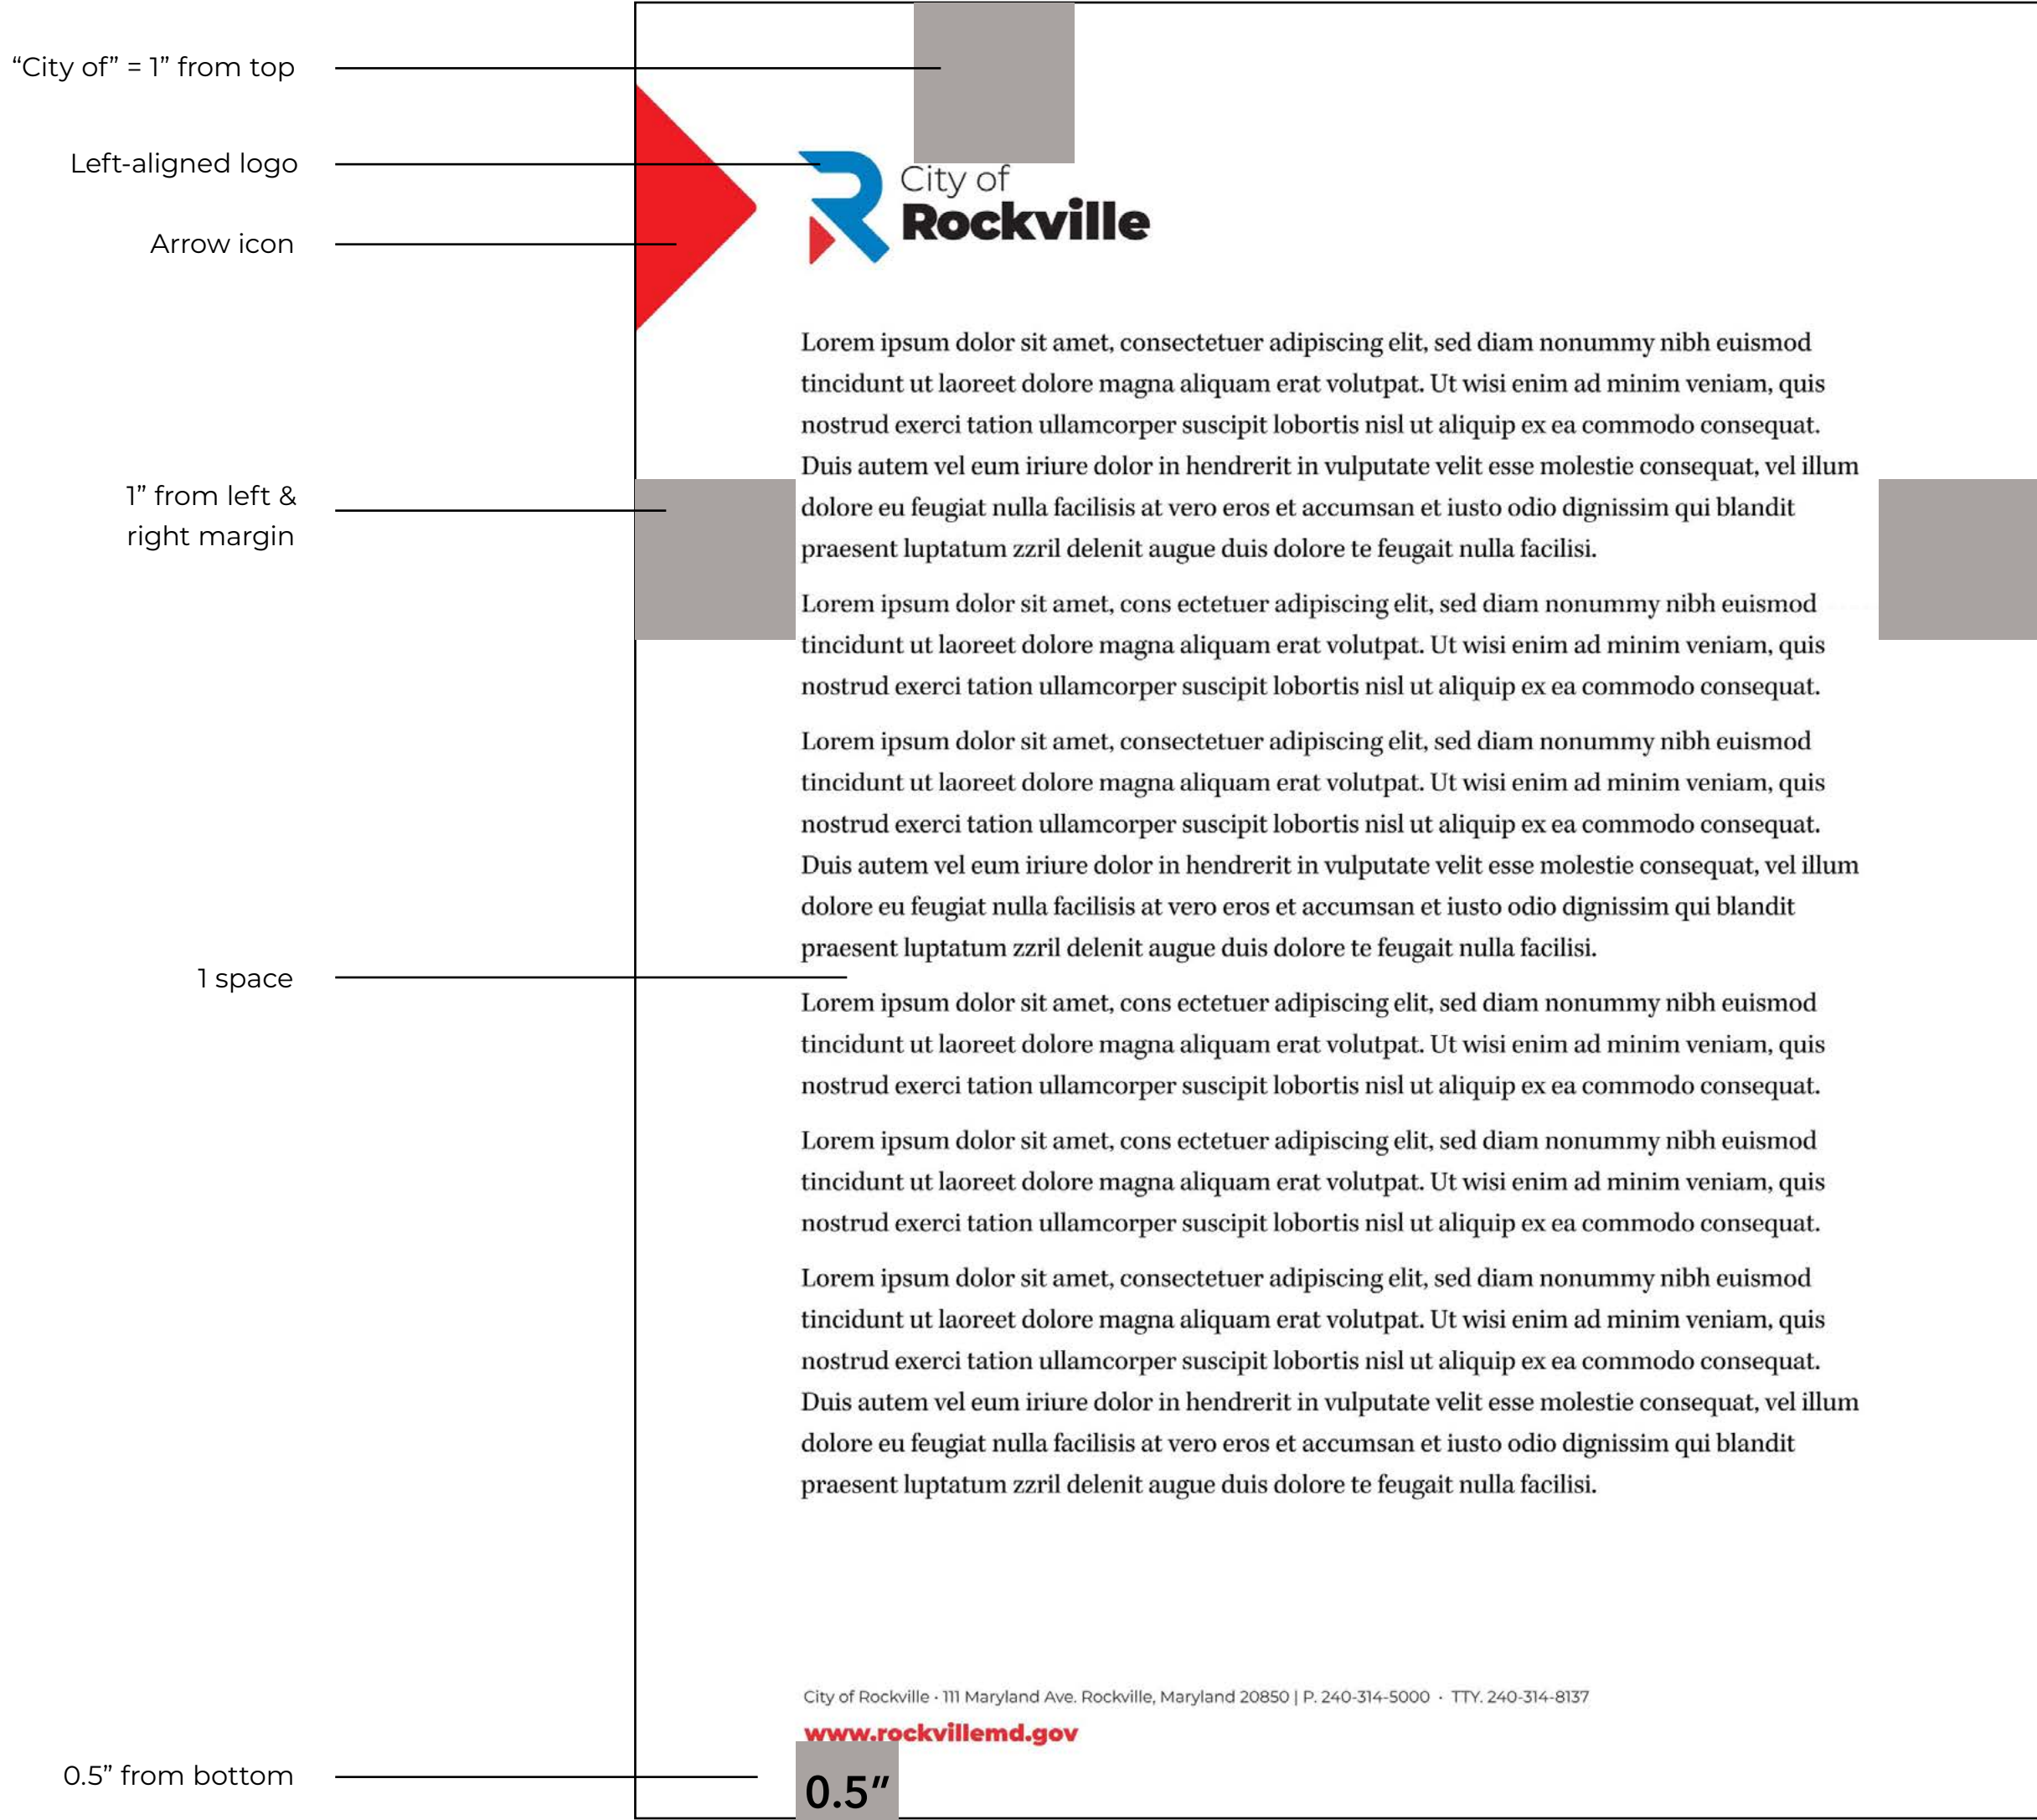 “City of” = 1” from top
Left-aligned logo
Arrow icon
1” from left &
right margin
1 space
0.5” from bottom
City of
Rockville
Lorem ipsum dolor sit amet, consectetuer adipiscing elit, sed diam nonummy nibh euismod
tincidunt ut laoreet dolore magna aliquam erat volutpat. Ut wisi enim ad minim veniam, quis
nostrud exerci tation ullamcorper suscipit lobortis nisl ut aliquip ex ea commodo consequat.
Duis autem vel eum iriure dolor in hendrerit in vulputate velit esse molestie consequat, vel illum
dolore eu feugiat nulla facilisis at vero eros et accumsan et iusto odio dignissim qui blandit
praesent luptatum zzril delenit augue duis dolore te feugait nulla facilisi.
Lorem ipsum dolor sit amet, cons ectetuer adipiscing elit, sed diam nonummy nibh euismod
tincidunt ut laoreet dolore magna aliquam erat volutpat. Ut wisi enim ad minim veniam, quis
nostrud exerci tation ullamcorper suscipit lobortis nisl ut aliquip ex ea commodo consequat.
Lorem ipsum dolor sit amet, consectetuer adipiscing elit, sed diam nonummy nibh euismod
tincidunt ut laoreet dolore magna aliquam erat volutpat. Ut wisi enim ad minim veniam, quis
nostrud exerci tation ullamcorper suscipit lobortis nisl ut aliquip ex ea commodo consequat.
Duis autem vel eum iriure dolor in hendrerit in vulputate velit esse molestie consequat, vel illum
dolore eu feugiat nulla facilisis at vero eros et accumsan et iusto odio dignissim qui blandit
praesent luptatum zzril delenit augue duis dolore te feugait nulla facilisi.
Lorem ipsum dolor sit amet, cons ectetuer adipiscing elit, sed diam nonummy nibh euismod
tincidunt ut laoreet dolore magna aliquam erat volutpat. Ut wisi enim ad minim veniam, quis
nostrud exerci tation ullamcorper suscipit lobortis nisl ut aliquip ex ea commodo consequat.
Lorem ipsum dolor sit amet, cons ectetuer adipiscing elit, sed diam nonummy nibh euismod
tincidunt ut laoreet dolore magna aliquam erat volutpat. Ut wisi enim ad minim veniam, quis
nostrud exerci tation ullamcorper suscipit lobortis nisl ut aliquip ex ea commodo consequat.
Lorem ipsum dolor sit amet, consectetuer adipiscing elit, sed diam nonummy nibh euismod
tincidunt ut laoreet dolore magna aliquam erat volutpat. Ut wisi enim ad minim veniam, quis
nostrud exerci tation ullamcorper suscipit lobortis nisl ut aliquip ex ea commodo consequat.
Duis autem vel eum iriure dolor in hendrerit in vulputate velit esse molestie consequat, vel illum
dolore eu feugiat nulla facilisis at vero eros et accumsan et iusto odio dignissim qui blandit
praesent luptatum zzril delenit augue duis dolore te feugait nulla facilisi.
City of Rockville • 111 Maryland Ave. Rockville, Maryland 20850 | P. 240-314-5000 • TTY. 240-314-8137
www.rockvillemd.gov
0.5”